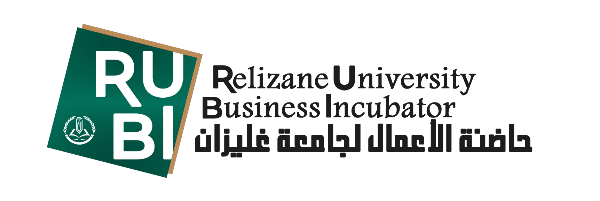 RU
BI
Relizane University
Business Incubator
حاضنة الأعمال لجامعة غليزان